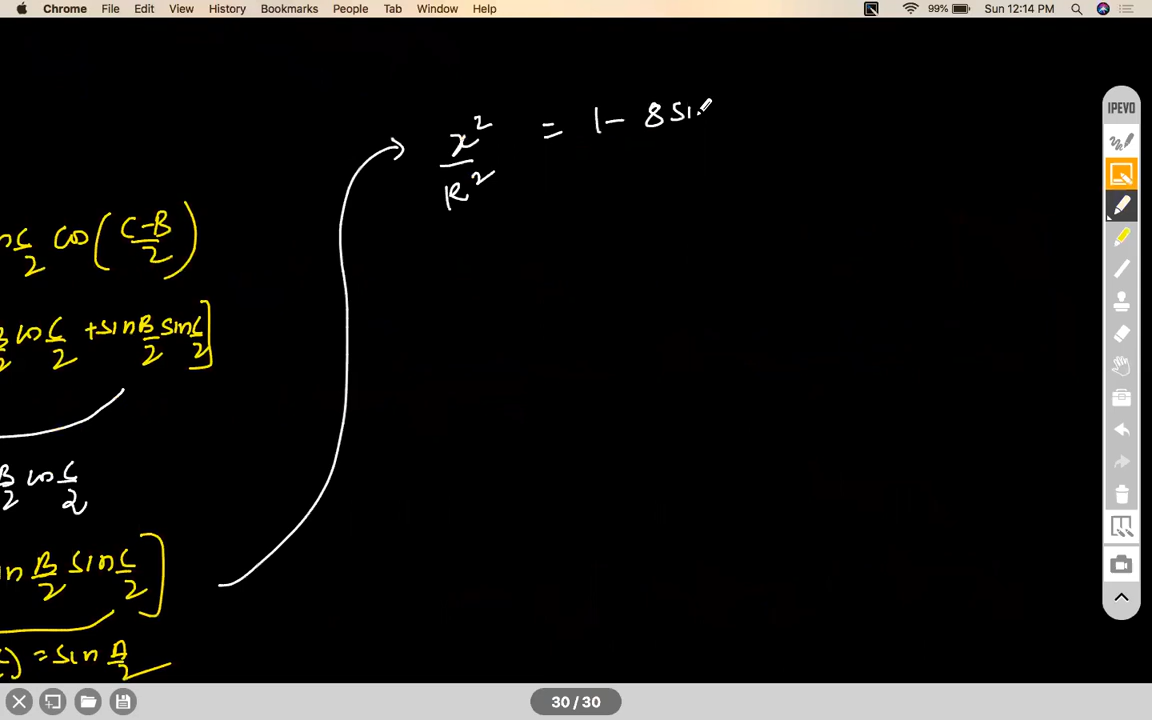 Chrome File Edit View History Bookmarks People Tab Window Help 99% Sun 12:14 PM
IPEVO
x²/R² = 1 - 8 si
C/2 cos (C-B/2)
cos C/2 + sin B/2 sin C/2]
B/2 cos C/2
in B/2 sin C/2]
= sin A/2
30 / 30